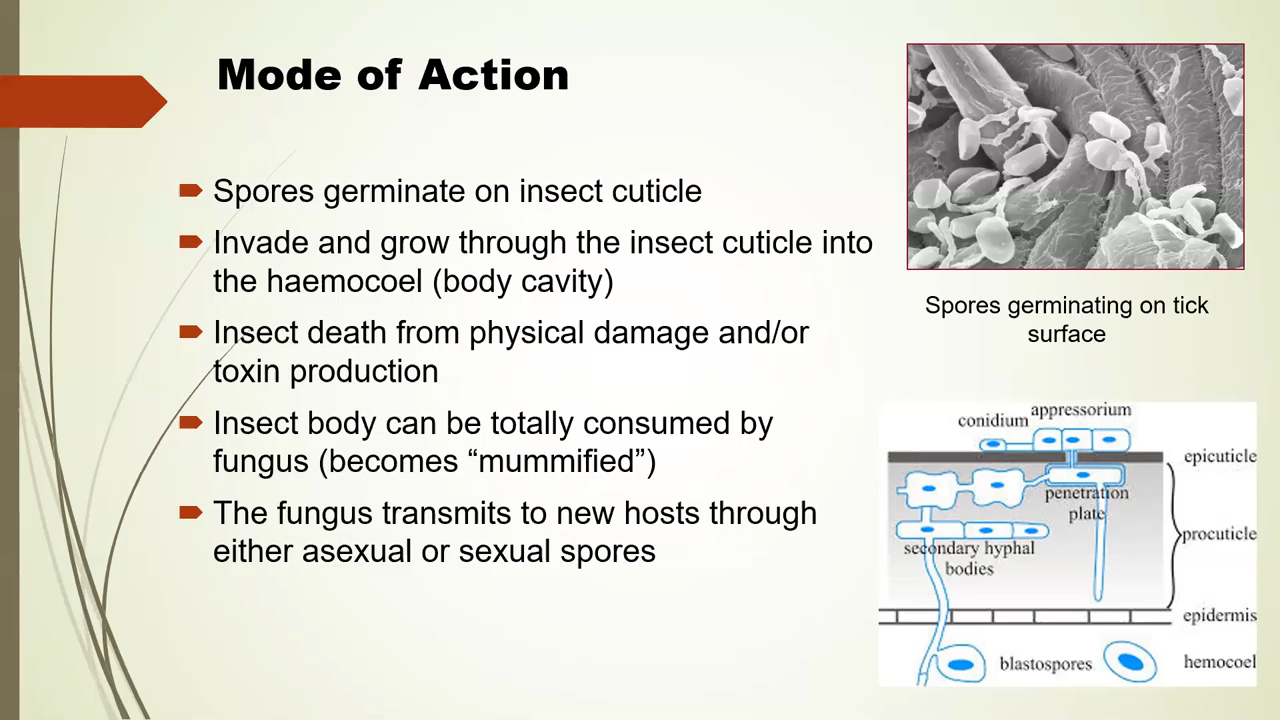 Mode of Action
Spores germinate on insect cuticle
Invade and grow through the insect cuticle into
the haemocoel (body cavity)
Insect death from physical damage and/or
toxin production
Insect body can be totally consumed by
fungus (becomes “mummified”)
The fungus transmits to new hosts through
either asexual or sexual spores
Spores germinating on tick
surface
appressorium
conidium
epicuticle
penetration
plate
procuticle
secondary hyphal
bodies
epidermis
blastospores
hemocoel